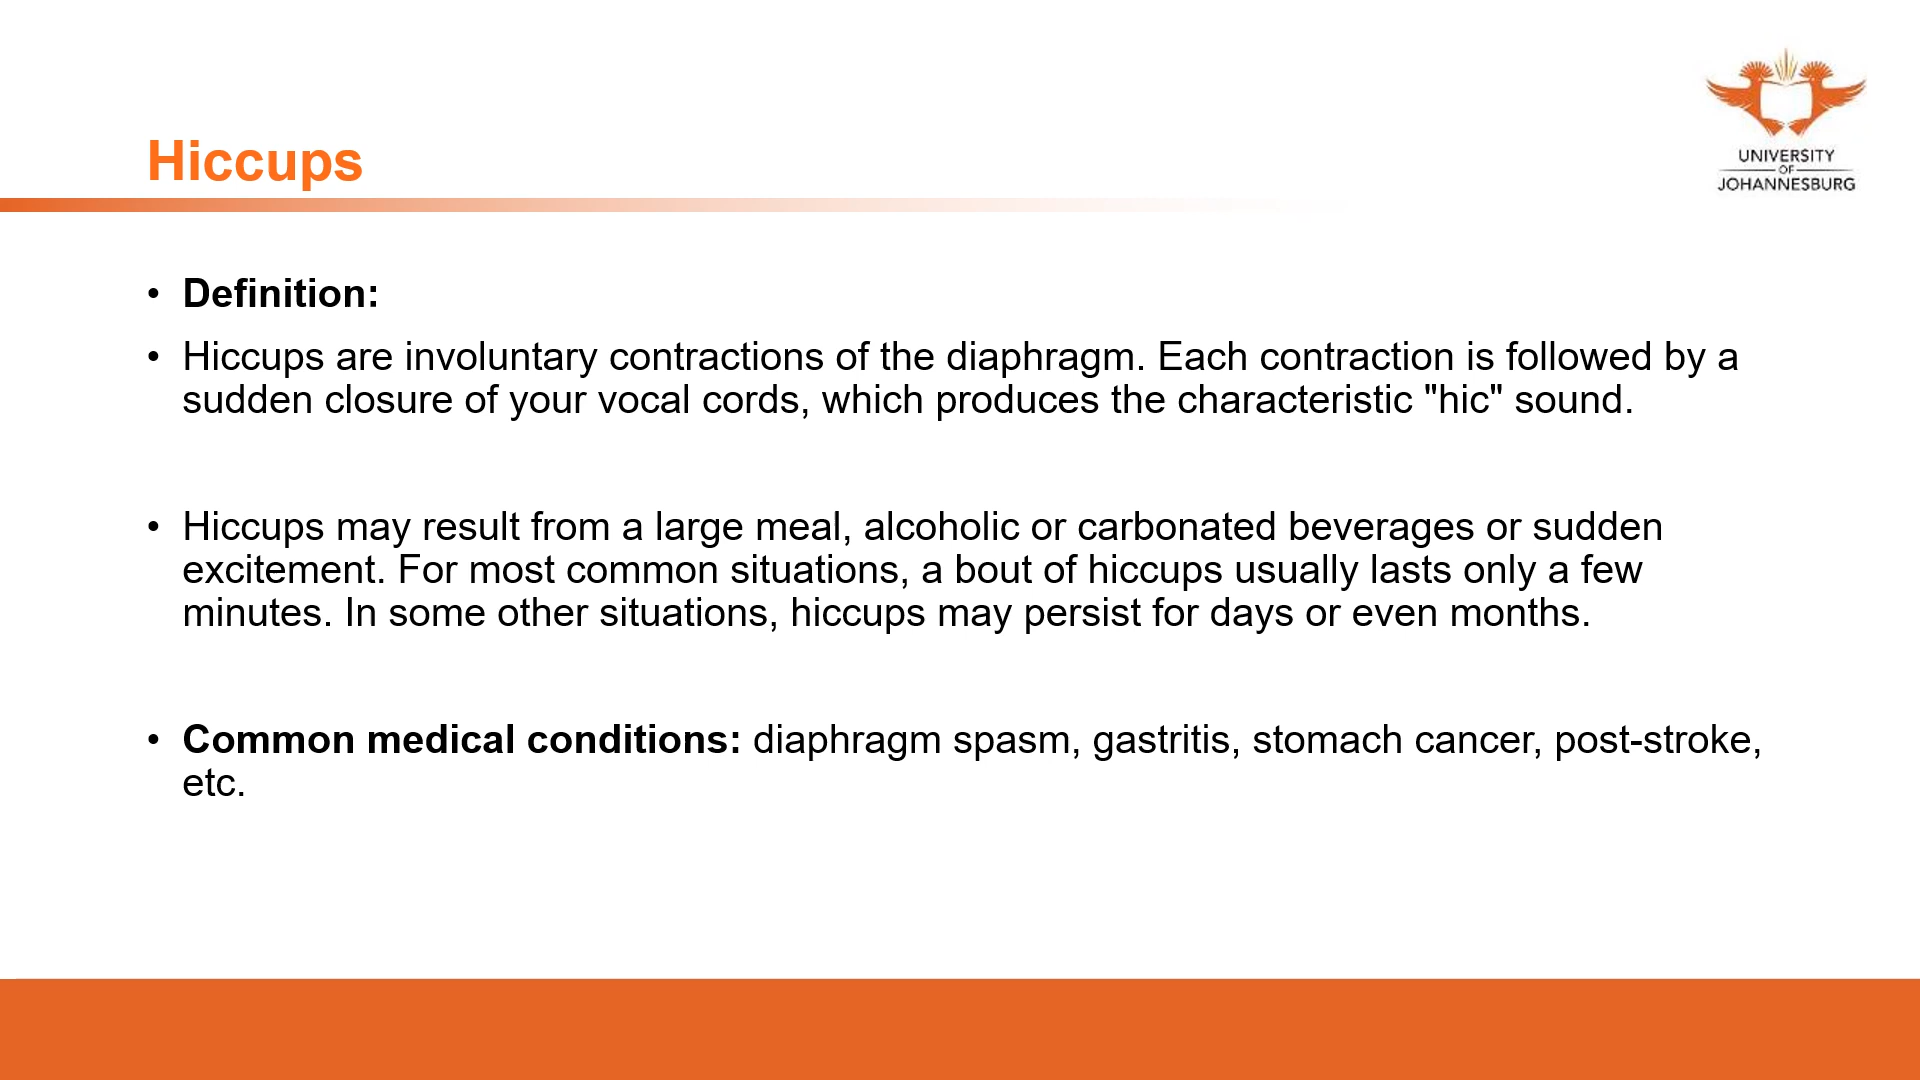 UNIVERSITY
OF
JOHANNESBURG
Hiccups
• Definition:
• Hiccups are involuntary contractions of the diaphragm. Each contraction is followed by a
sudden closure of your vocal cords, which produces the characteristic "hic" sound.
• Hiccups may result from a large meal, alcoholic or carbonated beverages or sudden
excitement. For most common situations, a bout of hiccups usually lasts only a few
minutes. In some other situations, hiccups may persist for days or even months.
• Common medical conditions: diaphragm spasm, gastritis, stomach cancer, post-stroke,
etc.